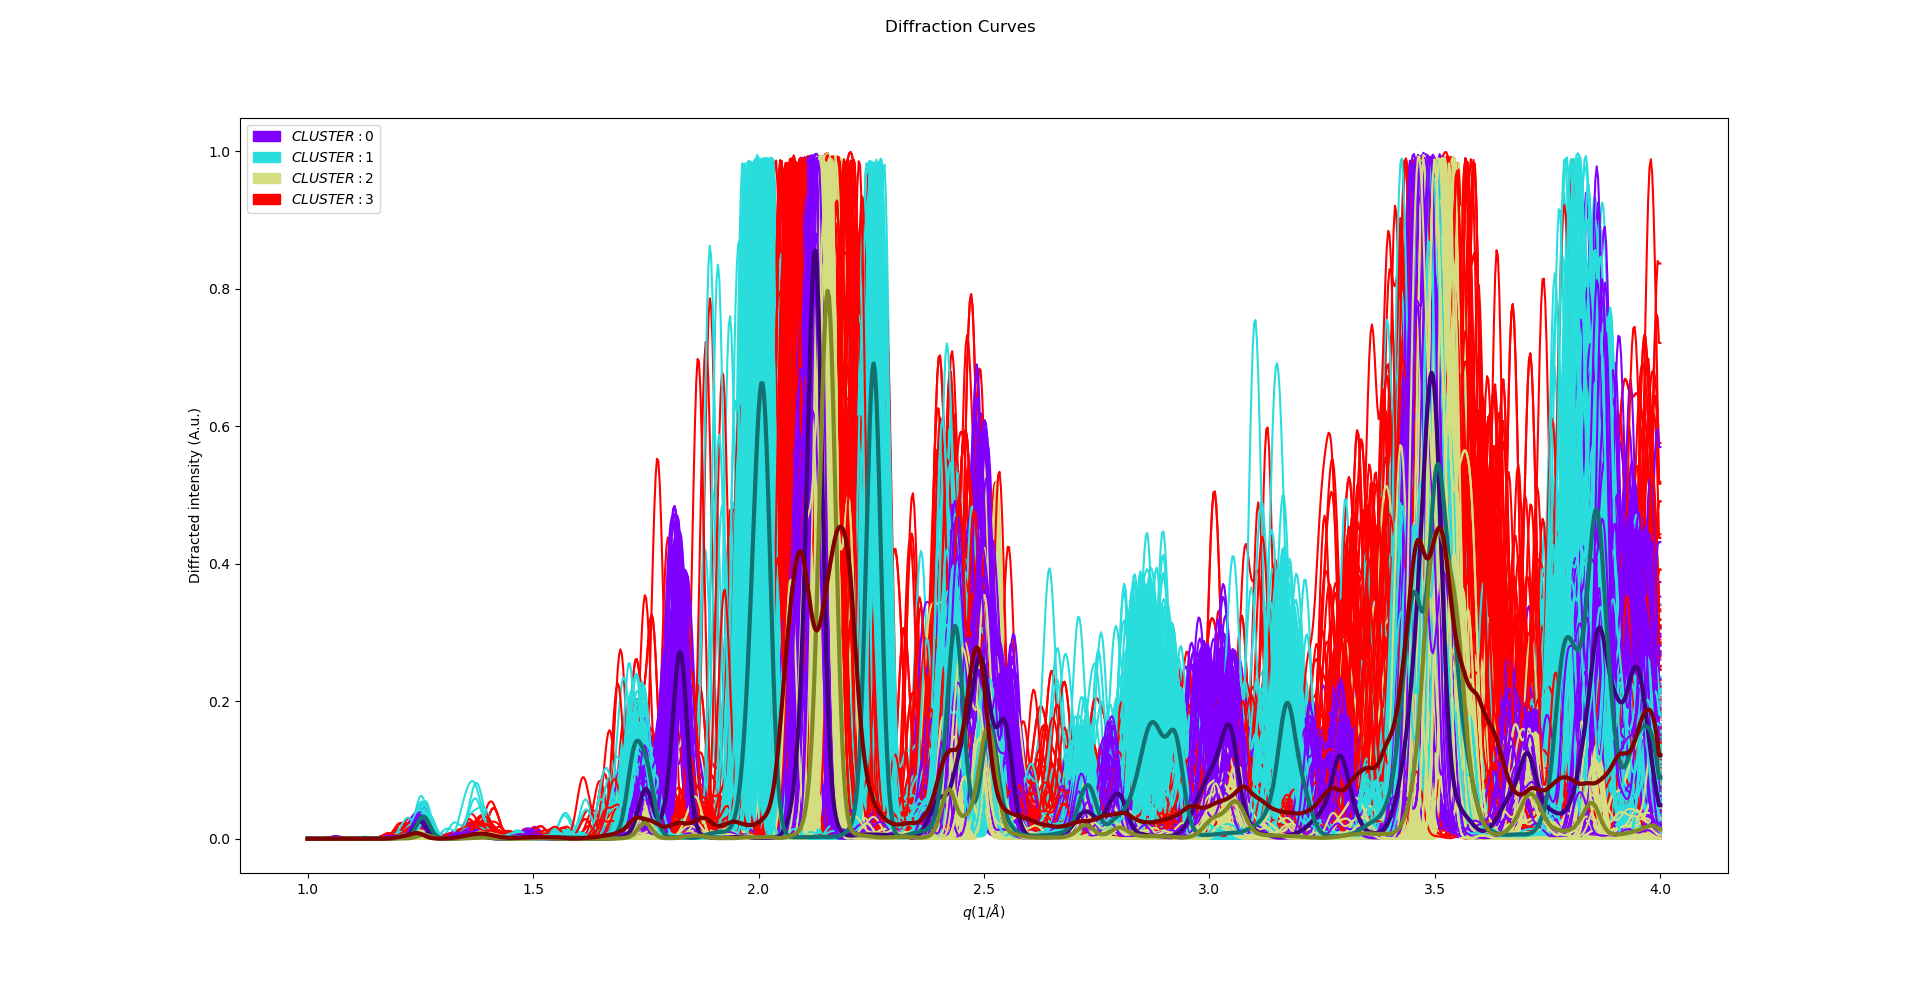 Diffraction Curves
CLUSTER : 0
CLUSTER : 1
CLUSTER : 2
CLUSTER : 3
Diffracted intensity (A.u.)
1.0
0.8
0.6
0.4
0.2
0.0
1.0 1.5 2.0 2.5 3.0 3.5 4.0
q(1/Å)